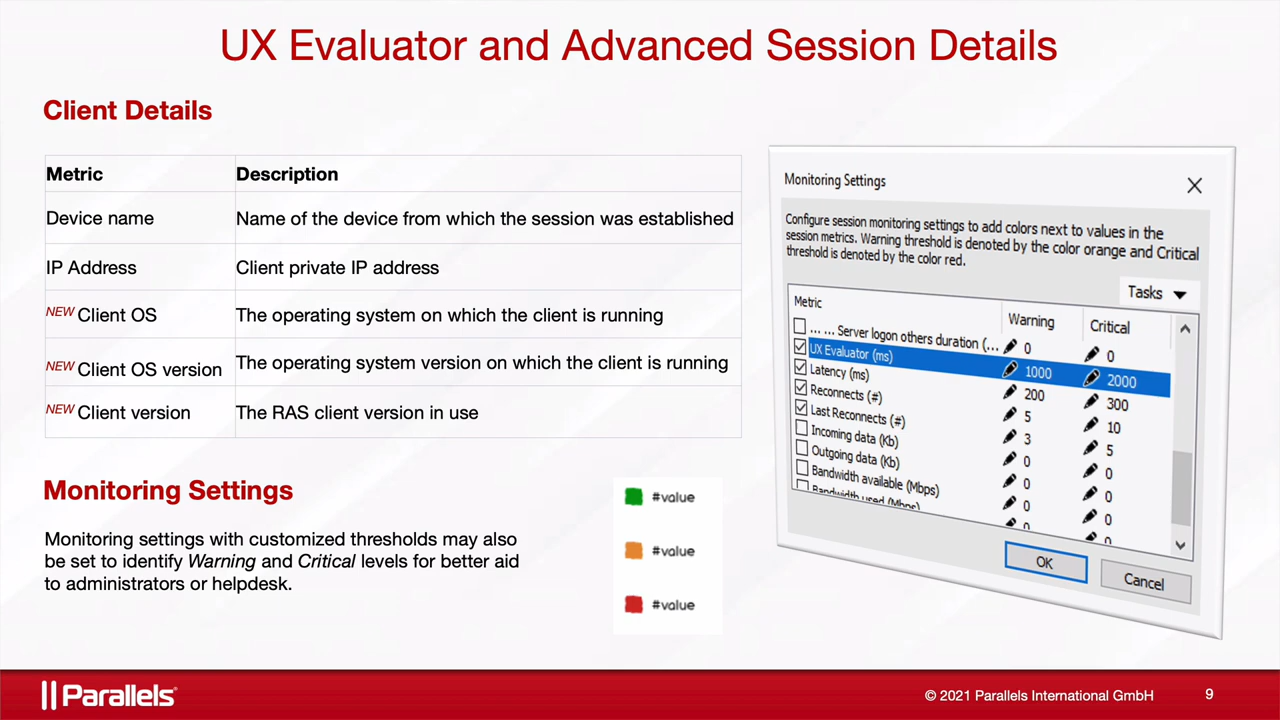 UX Evaluator and Advanced Session Details
Client Details
Metric Description
Device name Name of the device from which the session was established
IP Address Client private IP address
NEW Client OS The operating system on which the client is running
NEW Client OS version The operating system version on which the client is running
NEW Client version The RAS client version in use
Monitoring Settings
Monitoring settings with customized thresholds may also
be set to identify Warning and Critical levels for better aid
to administrators or helpdesk.
#value
#value
#value
Monitoring Settings
Configure session monitoring settings to add colors next to values in the
session metrics. Warning threshold is denoted by the color orange and Critical
threshold is denoted by the color red.
Tasks
Metric Warning Critical
... ... Server logon others duration (... 0 0
UX Evaluator (ms) 1000 2000
Latency (ms) 200 300
Reconnects (#) 5 10
Last Reconnects (#) 3 5
Incoming data (Kb) 0 0
Outgoing data (Kb) 0 0
Bandwidth available (Mbps) 0 0
Bandwidth used (Mbps) 0 0
OK Cancel
Parallels
© 2021 Parallels International GmbH 9